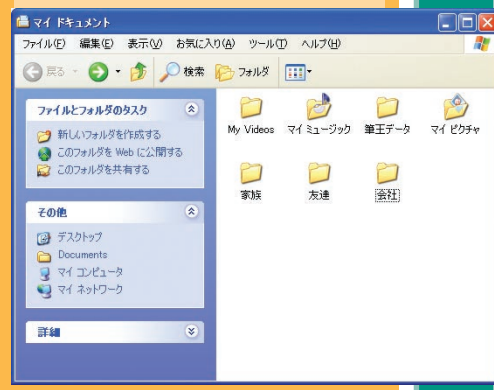 マイ ドキュメント
ファイル(F) 編集(E) 表示(V) お気に入り(A) ツール(T) ヘルプ(H)
戻る 検索 フォルダ
ファイルとフォルダのタスク
新しいフォルダを作成する
このフォルダを Web に公開する
このフォルダを共有する
その他
デスクトップ
Documents
マイ コンピュータ
マイ ネットワーク
詳細
My Videos マイ ミュージック 筆王データ マイ ピクチャ
家族 友達 会社